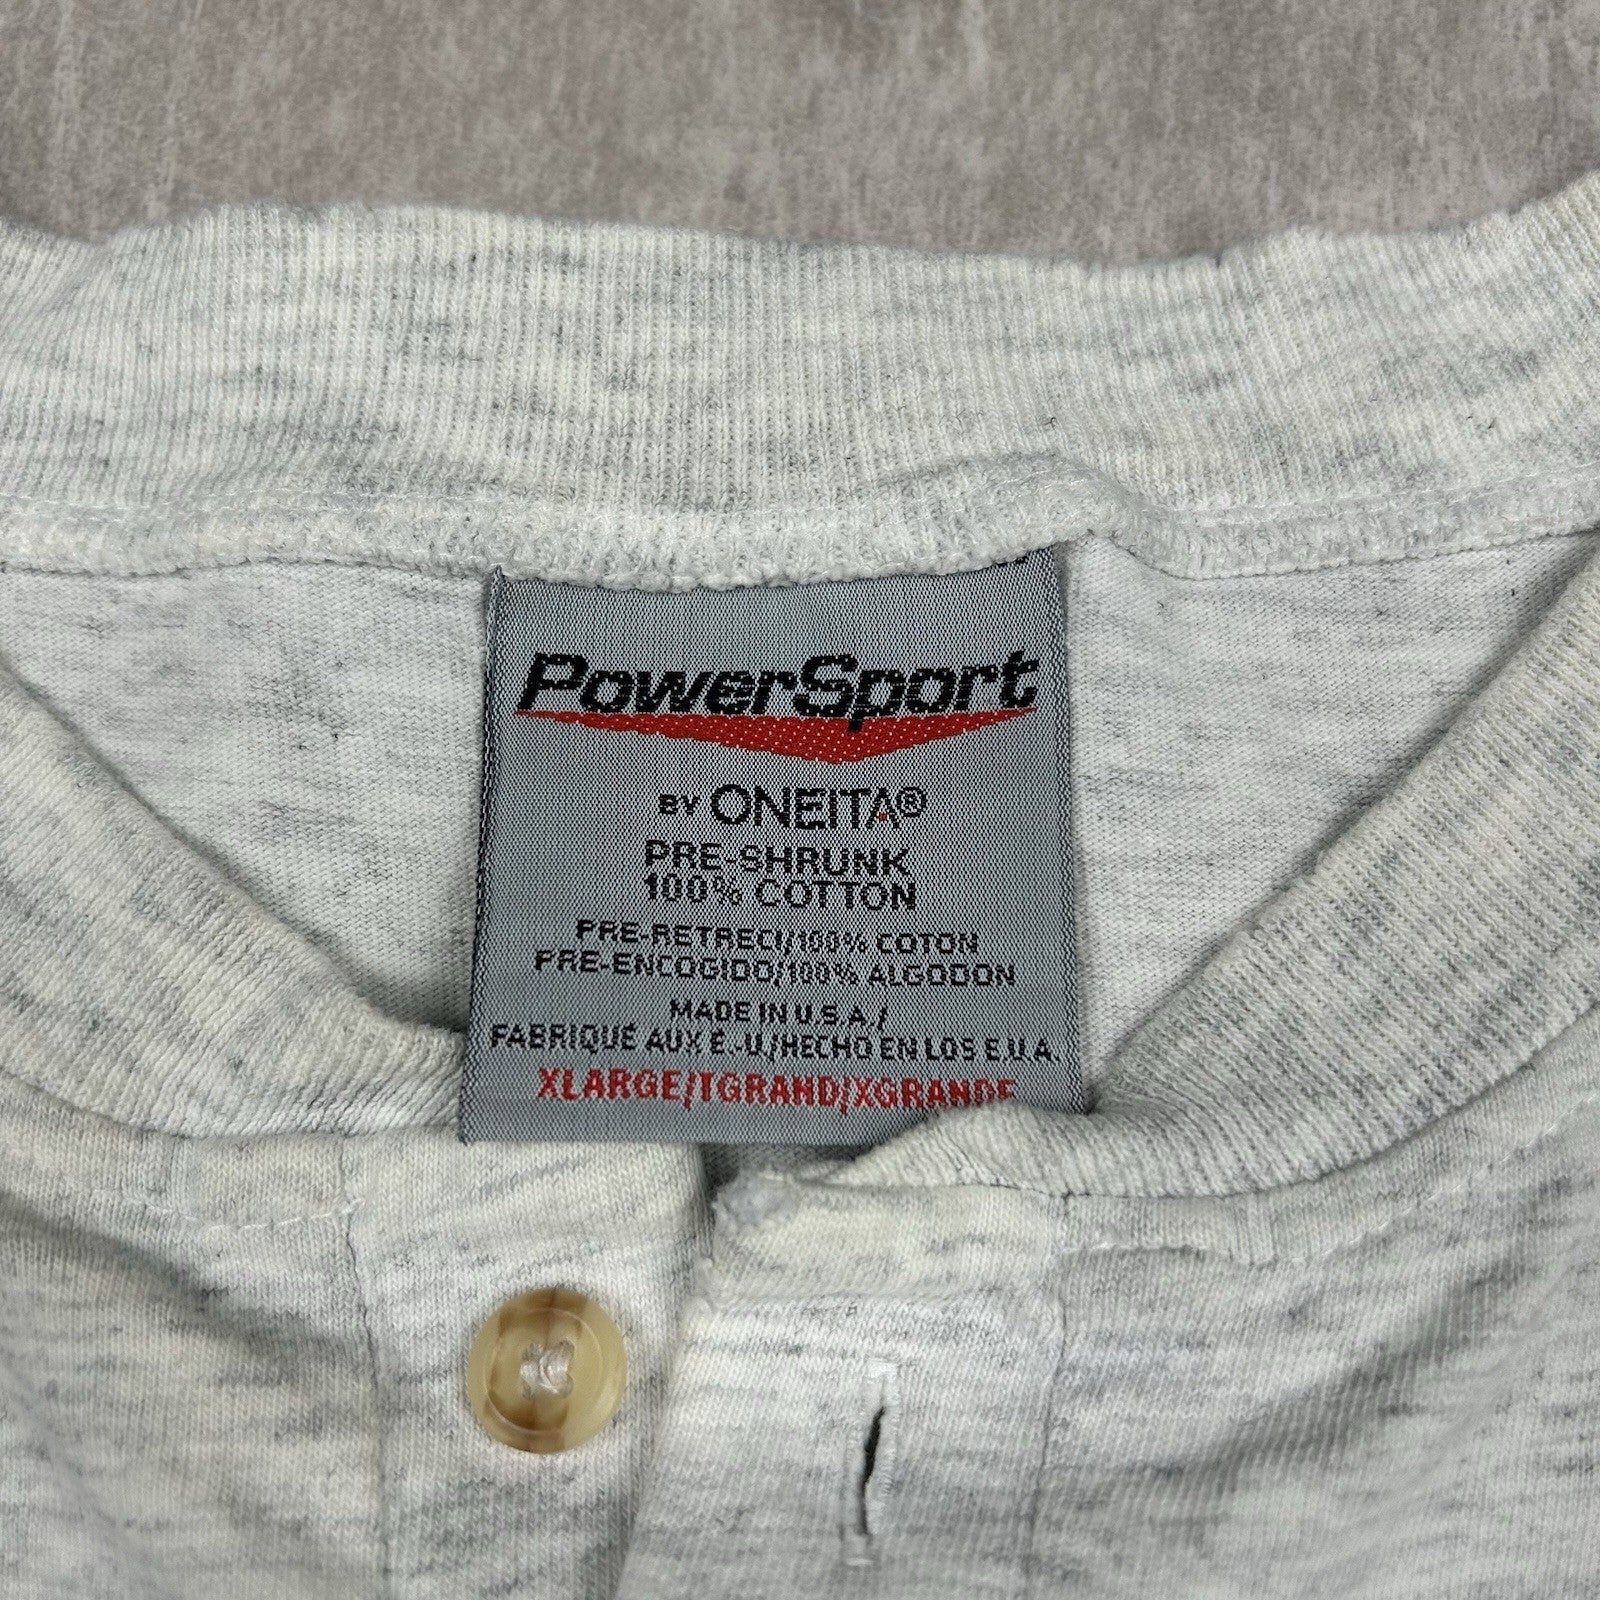 PowerSport
BY ONEITA®
PRE-SHRUNK
100% COTTON
PRE-RETRECI/100% COTON
PRE-ENCOGIDO/100% ALGODON
MADE IN U.S.A./
FABRIQUÉ AUX É.-U./HECHO EN LOS E.U.A.
XLARGE/TGRAND/XGRANDE